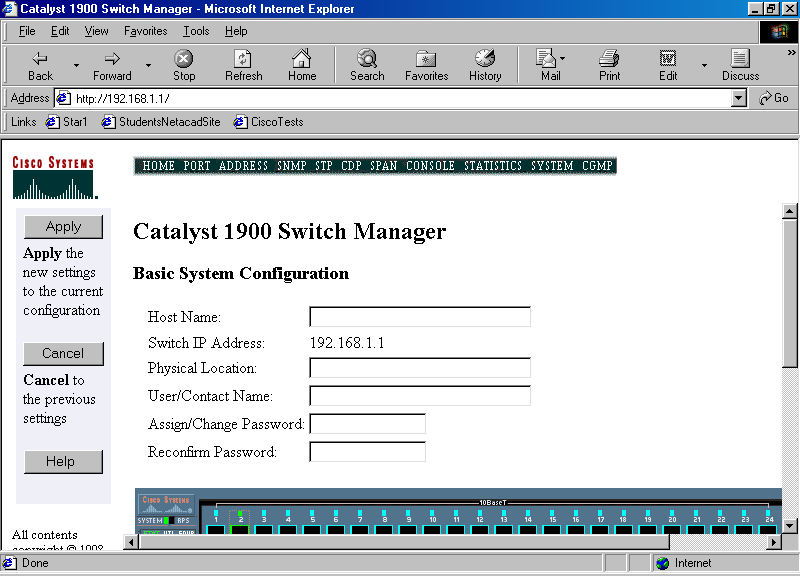 Catalyst 1900 Switch Manager - Microsoft Internet Explorer
File Edit View Favorites Tools Help
Back Forward Stop Refresh Home Search Favorites History Mail Print Edit Discuss
Address http://192.168.1.1/ Go
Links Star1 StudentsNetacadSite CiscoTests
CISCO SYSTEMS
HOME PORT ADDRESS SNMP STP CDP SPAN CONSOLE STATISTICS SYSTEM CGMP
Apply
Apply the
new settings
to the current
configuration
Cancel
Cancel to
the previous
settings
Help
All contents
copyright © 1998
Catalyst 1900 Switch Manager
Basic System Configuration
Host Name:
Switch IP Address: 192.168.1.1
Physical Location:
User/Contact Name:
Assign/Change Password:
Reconfirm Password:
CISCO SYSTEMS
10BaseT
SYSTEM RPS
1 2 3 4 5 6 7 8 9 10 11 12 13 14 15 16 17 18 19 20 21 22 23 24
Done Internet